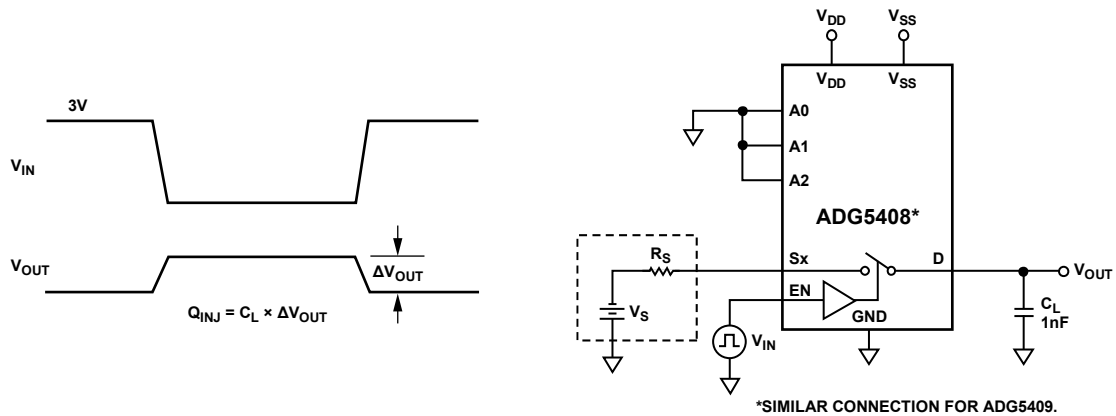 3V
V_IN
V_OUT
ΔV_OUT
Q_INJ = C_L × ΔV_OUT
V_DD
V_SS
V_DD
V_SS
A0
A1
A2
ADG5408*
R_S
Sx
D
V_OUT
EN
V_S
GND
C_L
1nF
V_IN
*SIMILAR CONNECTION FOR ADG5409.